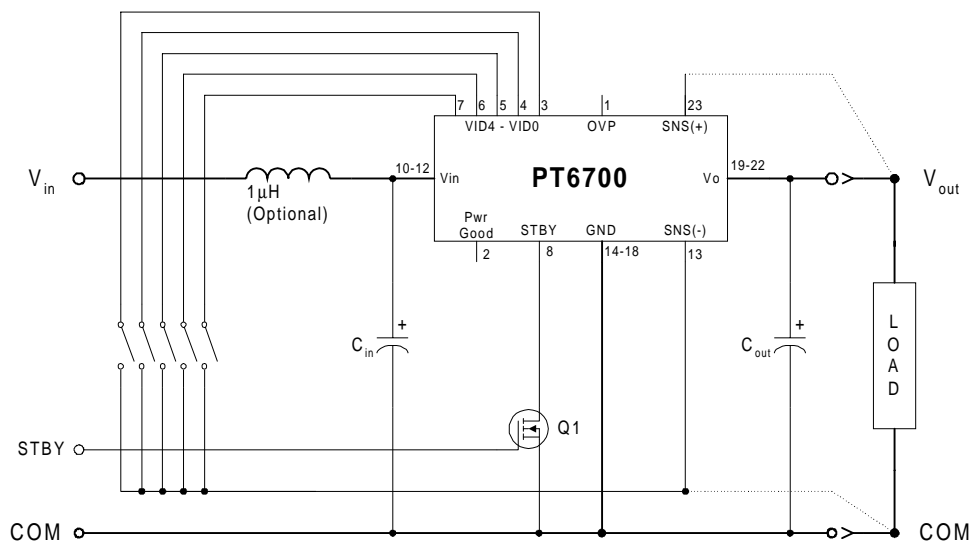 7 6 5 4 3 1 23
VID4 - VID0 OVP SNS(+)
10-12 PT6700 19-22
V in Vin Vo V out
1µH
(Optional)
Pwr
Good STBY GND SNS(-)
2 8 14-18 13
+ +
C in C out
L
O
A
D
Q1
STBY
COM COM